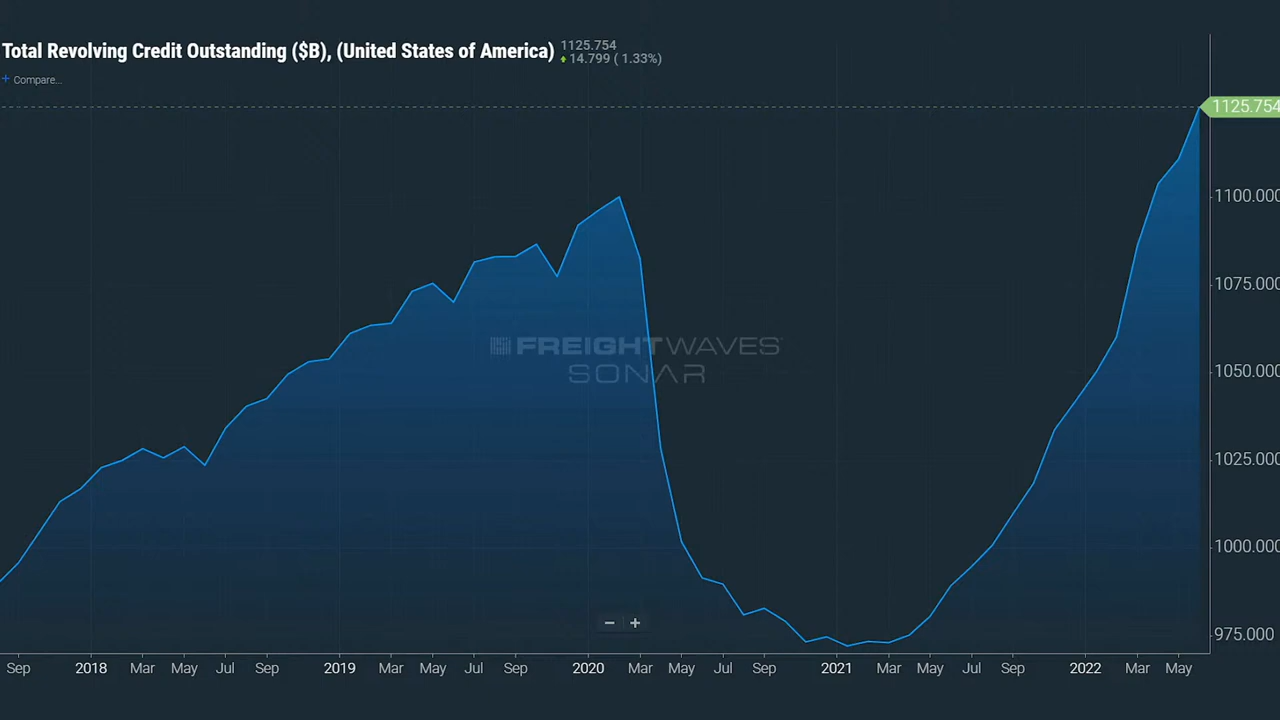 Total Revolving Credit Outstanding ($B), (United States of America) 1125.754
14.799 ( 1.33%)
+ Compare...
1125.754
1100.000
1075.000
FREIGHTWAVES
SONAR
1050.000
1025.000
1000.000
− +
975.000
Sep 2018 Mar May Jul Sep 2019 Mar May Jul Sep 2020 Mar May Jul Sep 2021 Mar May Jul Sep 2022 Mar May